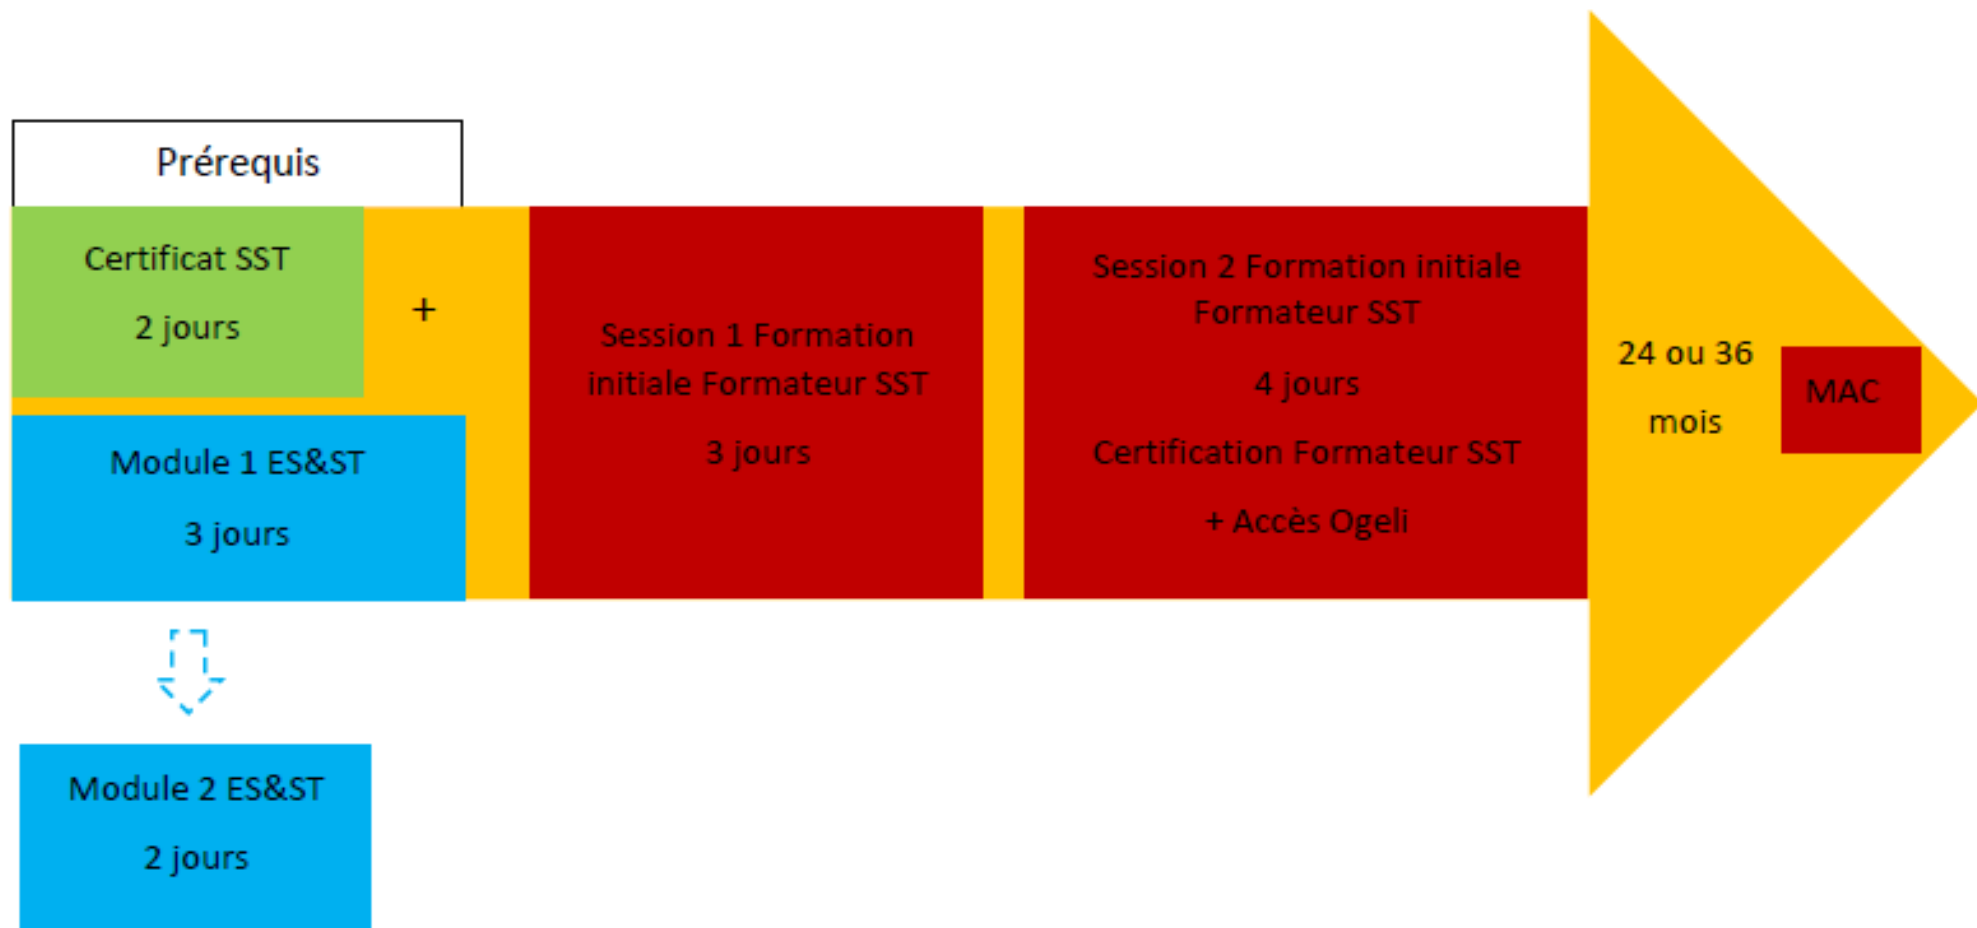 Prérequis
Certificat SST
2 jours
+
Module 1 ES&ST
3 jours
Module 2 ES&ST
2 jours
Session 1 Formation
initiale Formateur SST
3 jours
Session 2 Formation initiale
Formateur SST
4 jours
Certification Formateur SST
+ Accès Ogeli
24 ou 36
mois
MAC